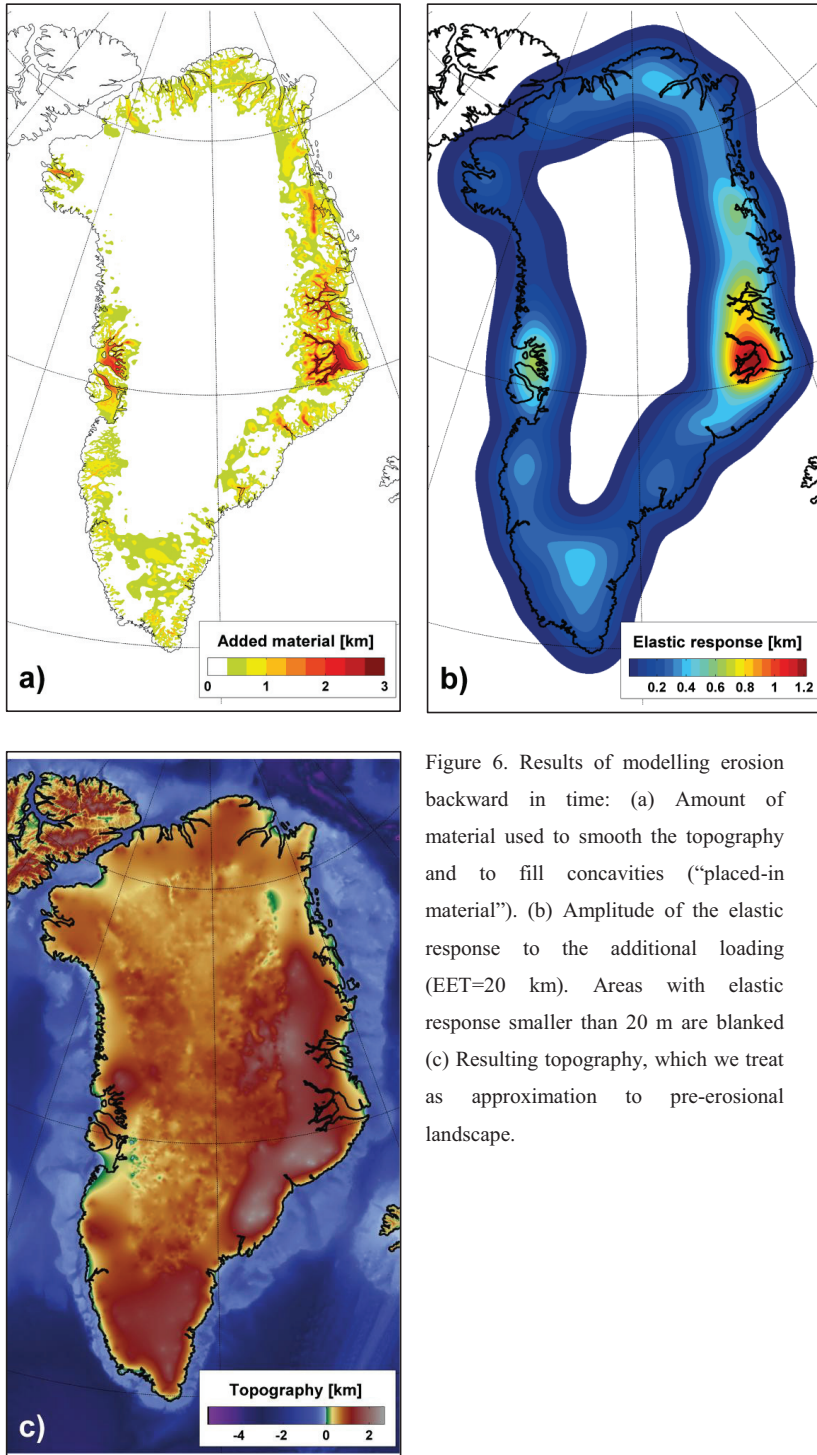 Added material [km]
0 1 2 3
a)
Elastic response [km]
0.2 0.4 0.6 0.8 1 1.2
b)
Topography [km]
-4 -2 0 2
c)
Figure 6. Results of modelling erosion
backward in time: (a) Amount of
material used to smooth the topography
and to fill concavities (“placed-in
material”). (b) Amplitude of the elastic
response to the additional loading
(EET=20 km). Areas with elastic
response smaller than 20 m are blanked
(c) Resulting topography, which we treat
as approximation to pre-erosional
landscape.